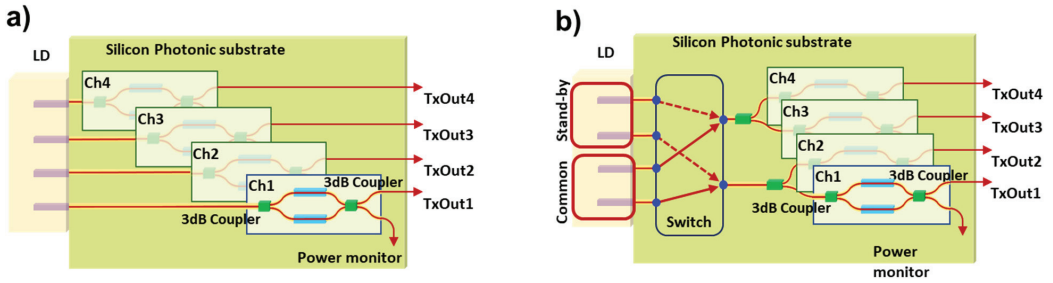 a)
LD
Silicon Photonic substrate
Ch4
TxOut4
Ch3
TxOut3
Ch2
TxOut2
Ch1
3dB Coupler
TxOut1
3dB Coupler
Power monitor
b)
LD
Silicon Photonic substrate
Stand-by
Common
Switch
Ch4
TxOut4
Ch3
TxOut3
Ch2
TxOut2
Ch1
3dB Coupler
TxOut1
3dB Coupler
Power
monitor